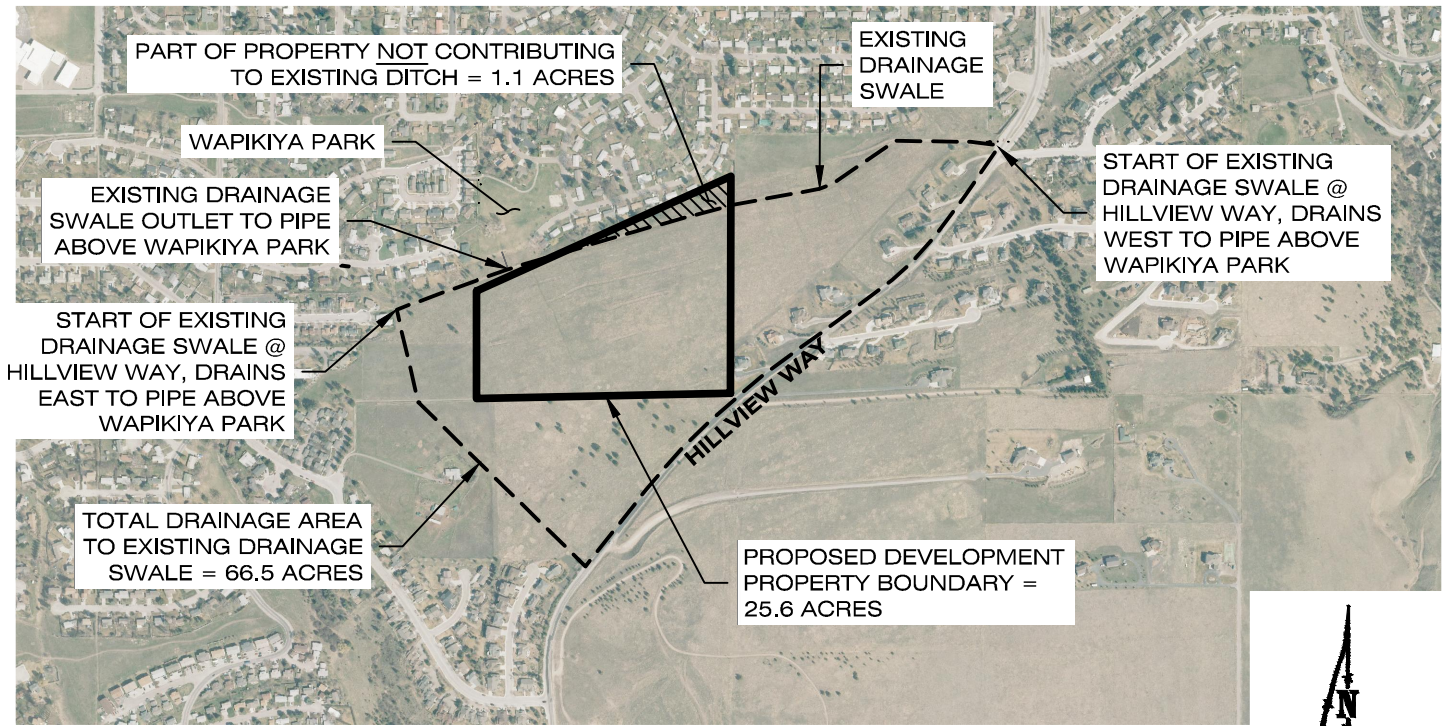 PART OF PROPERTY NOT CONTRIBUTING
TO EXISTING DITCH = 1.1 ACRES
EXISTING
DRAINAGE
SWALE
WAPIKIYA PARK
EXISTING DRAINAGE
SWALE OUTLET TO PIPE
ABOVE WAPIKIYA PARK
START OF EXISTING
DRAINAGE SWALE @
HILLVIEW WAY, DRAINS
WEST TO PIPE ABOVE
WAPIKIYA PARK
START OF EXISTING
DRAINAGE SWALE @
HILLVIEW WAY, DRAINS
EAST TO PIPE ABOVE
WAPIKIYA PARK
HILLVIEW WAY
TOTAL DRAINAGE AREA
TO EXISTING DRAINAGE
SWALE = 66.5 ACRES
PROPOSED DEVELOPMENT
PROPERTY BOUNDARY =
25.6 ACRES
N